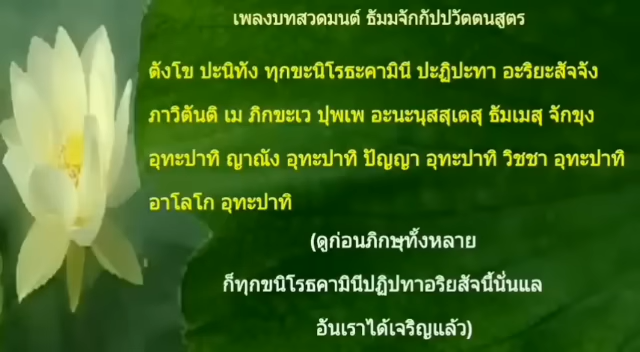 เพลงบทสวดมนต์ ธัมมจักกัปปวัตตนสูตร
ตังโข ปะนิทัง ทุกขะนิโรธะคามินี ปะฏิปะทา อะริยะสัจจัง
ภาวิตันติ เม ภิกขะเว ปุพเพ อะนะนุสสุเตสุ ธัมเมสุ จักขุง
อุทะปาทิ ญาณัง อุทะปาทิ ปัญญา อุทะปาทิ วิชชา อุทะปาทิ
อาโลโก อุทะปาทิ
(ดูก่อนภิกษุทั้งหลาย
ก็ทุกขนิโรธคามินีปฏิปทาอริยสัจนี้นั่นแล
อันเราได้เจริญแล้ว)